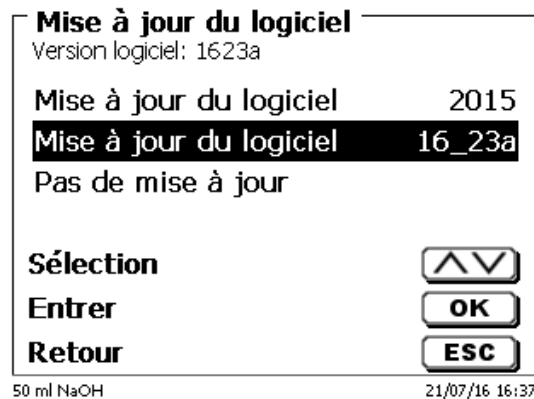 Mise à jour du logiciel
Version logiciel: 1623a
Mise à jour du logiciel 2015
Mise à jour du logiciel 16_23a
Pas de mise à jour
Sélection
Entrer OK
Retour ESC
50 ml NaOH 21/07/16 16:37